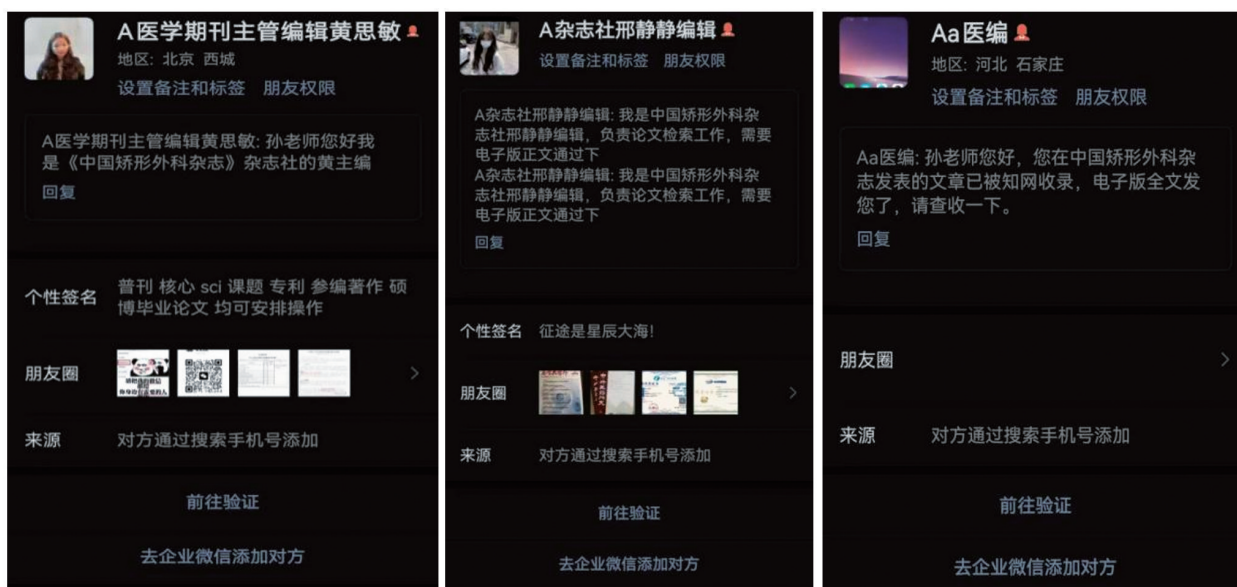 A医学期刊主管编辑黄思敏
地区: 北京 西城
设置备注和标签 朋友权限
A医学期刊主管编辑黄思敏: 孙老师您好我
是《中国矫形外科杂志》杂志社的黄主编
回复
个性签名
普刊 核心 sci 课题 专利 参编著作 硕
博毕业论文 均可安排操作
朋友圈
来源
对方通过搜索手机号添加
前往验证
去企业微信添加对方
A杂志社邢静静编辑
设置备注和标签 朋友权限
A杂志社邢静静编辑: 我是中国矫形外科杂
志社邢静静编辑，负责论文检索工作，需要
电子版正文通过下
A杂志社邢静静编辑: 我是中国矫形外科杂
志社邢静静编辑，负责论文检索工作，需要
电子版正文通过下
回复
个性签名
征途是星辰大海!
朋友圈
来源
对方通过搜索手机号添加
前往验证
去企业微信添加对方
Aa医编
地区: 河北 石家庄
设置备注和标签 朋友权限
Aa医编: 孙老师您好，您在中国矫形外科杂
志发表的文章已被知网收录，电子版全文发
您了，请查收一下。
回复
朋友圈
来源
对方通过搜索手机号添加
前往验证
去企业微信添加对方